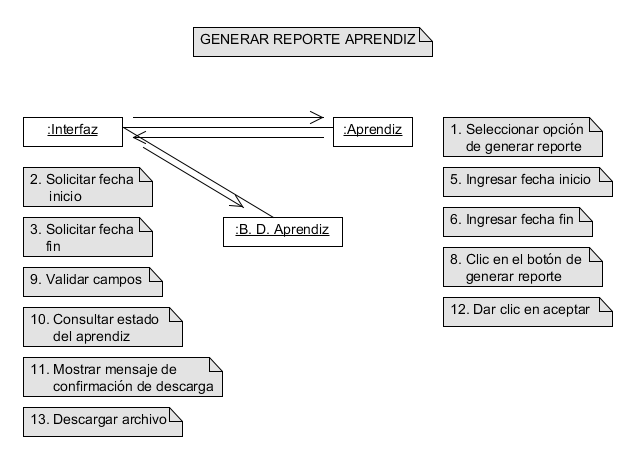 GENERAR REPORTE APRENDIZ
:Interfaz
:Aprendiz
:B. D. Aprendiz
2. Solicitar fecha
inicio
3. Solicitar fecha
fin
9. Validar campos
10. Consultar estado
del aprendiz
11. Mostrar mensaje de
confirmación de descarga
13. Descargar archivo
1. Seleccionar opción
de generar reporte
5. Ingresar fecha inicio
6. Ingresar fecha fin
8. Clic en el botón de
generar reporte
12. Dar clic en aceptar